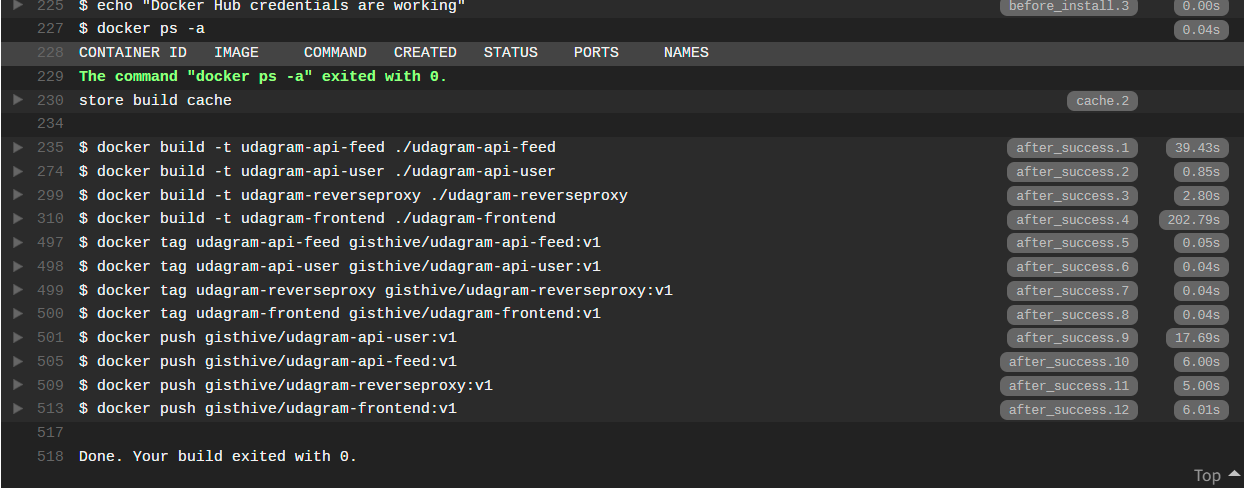 225 $ echo "Docker Hub credentials are working" before_install.3 0.00s
227 $ docker ps -a 0.04s
228 CONTAINER ID   IMAGE     COMMAND   CREATED   STATUS    PORTS     NAMES
229 The command "docker ps -a" exited with 0.
230 store build cache cache.2
234
235 $ docker build -t udagram-api-feed ./udagram-api-feed after_success.1 39.43s
274 $ docker build -t udagram-api-user ./udagram-api-user after_success.2 0.85s
299 $ docker build -t udagram-reverseproxy ./udagram-reverseproxy after_success.3 2.80s
310 $ docker build -t udagram-frontend ./udagram-frontend after_success.4 202.79s
497 $ docker tag udagram-api-feed gisthive/udagram-api-feed:v1 after_success.5 0.05s
498 $ docker tag udagram-api-user gisthive/udagram-api-user:v1 after_success.6 0.04s
499 $ docker tag udagram-reverseproxy gisthive/udagram-reverseproxy:v1 after_success.7 0.04s
500 $ docker tag udagram-frontend gisthive/udagram-frontend:v1 after_success.8 0.04s
501 $ docker push gisthive/udagram-api-user:v1 after_success.9 17.69s
505 $ docker push gisthive/udagram-api-feed:v1 after_success.10 6.00s
509 $ docker push gisthive/udagram-reverseproxy:v1 after_success.11 5.00s
513 $ docker push gisthive/udagram-frontend:v1 after_success.12 6.01s
517
518 Done. Your build exited with 0.
Top